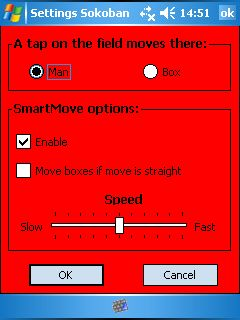 Settings Sokoban 14:51 ok
A tap on the field moves there:
Man Box
SmartMove options:
Enable
Move boxes if move is straight
Speed
Slow Fast
OK Cancel